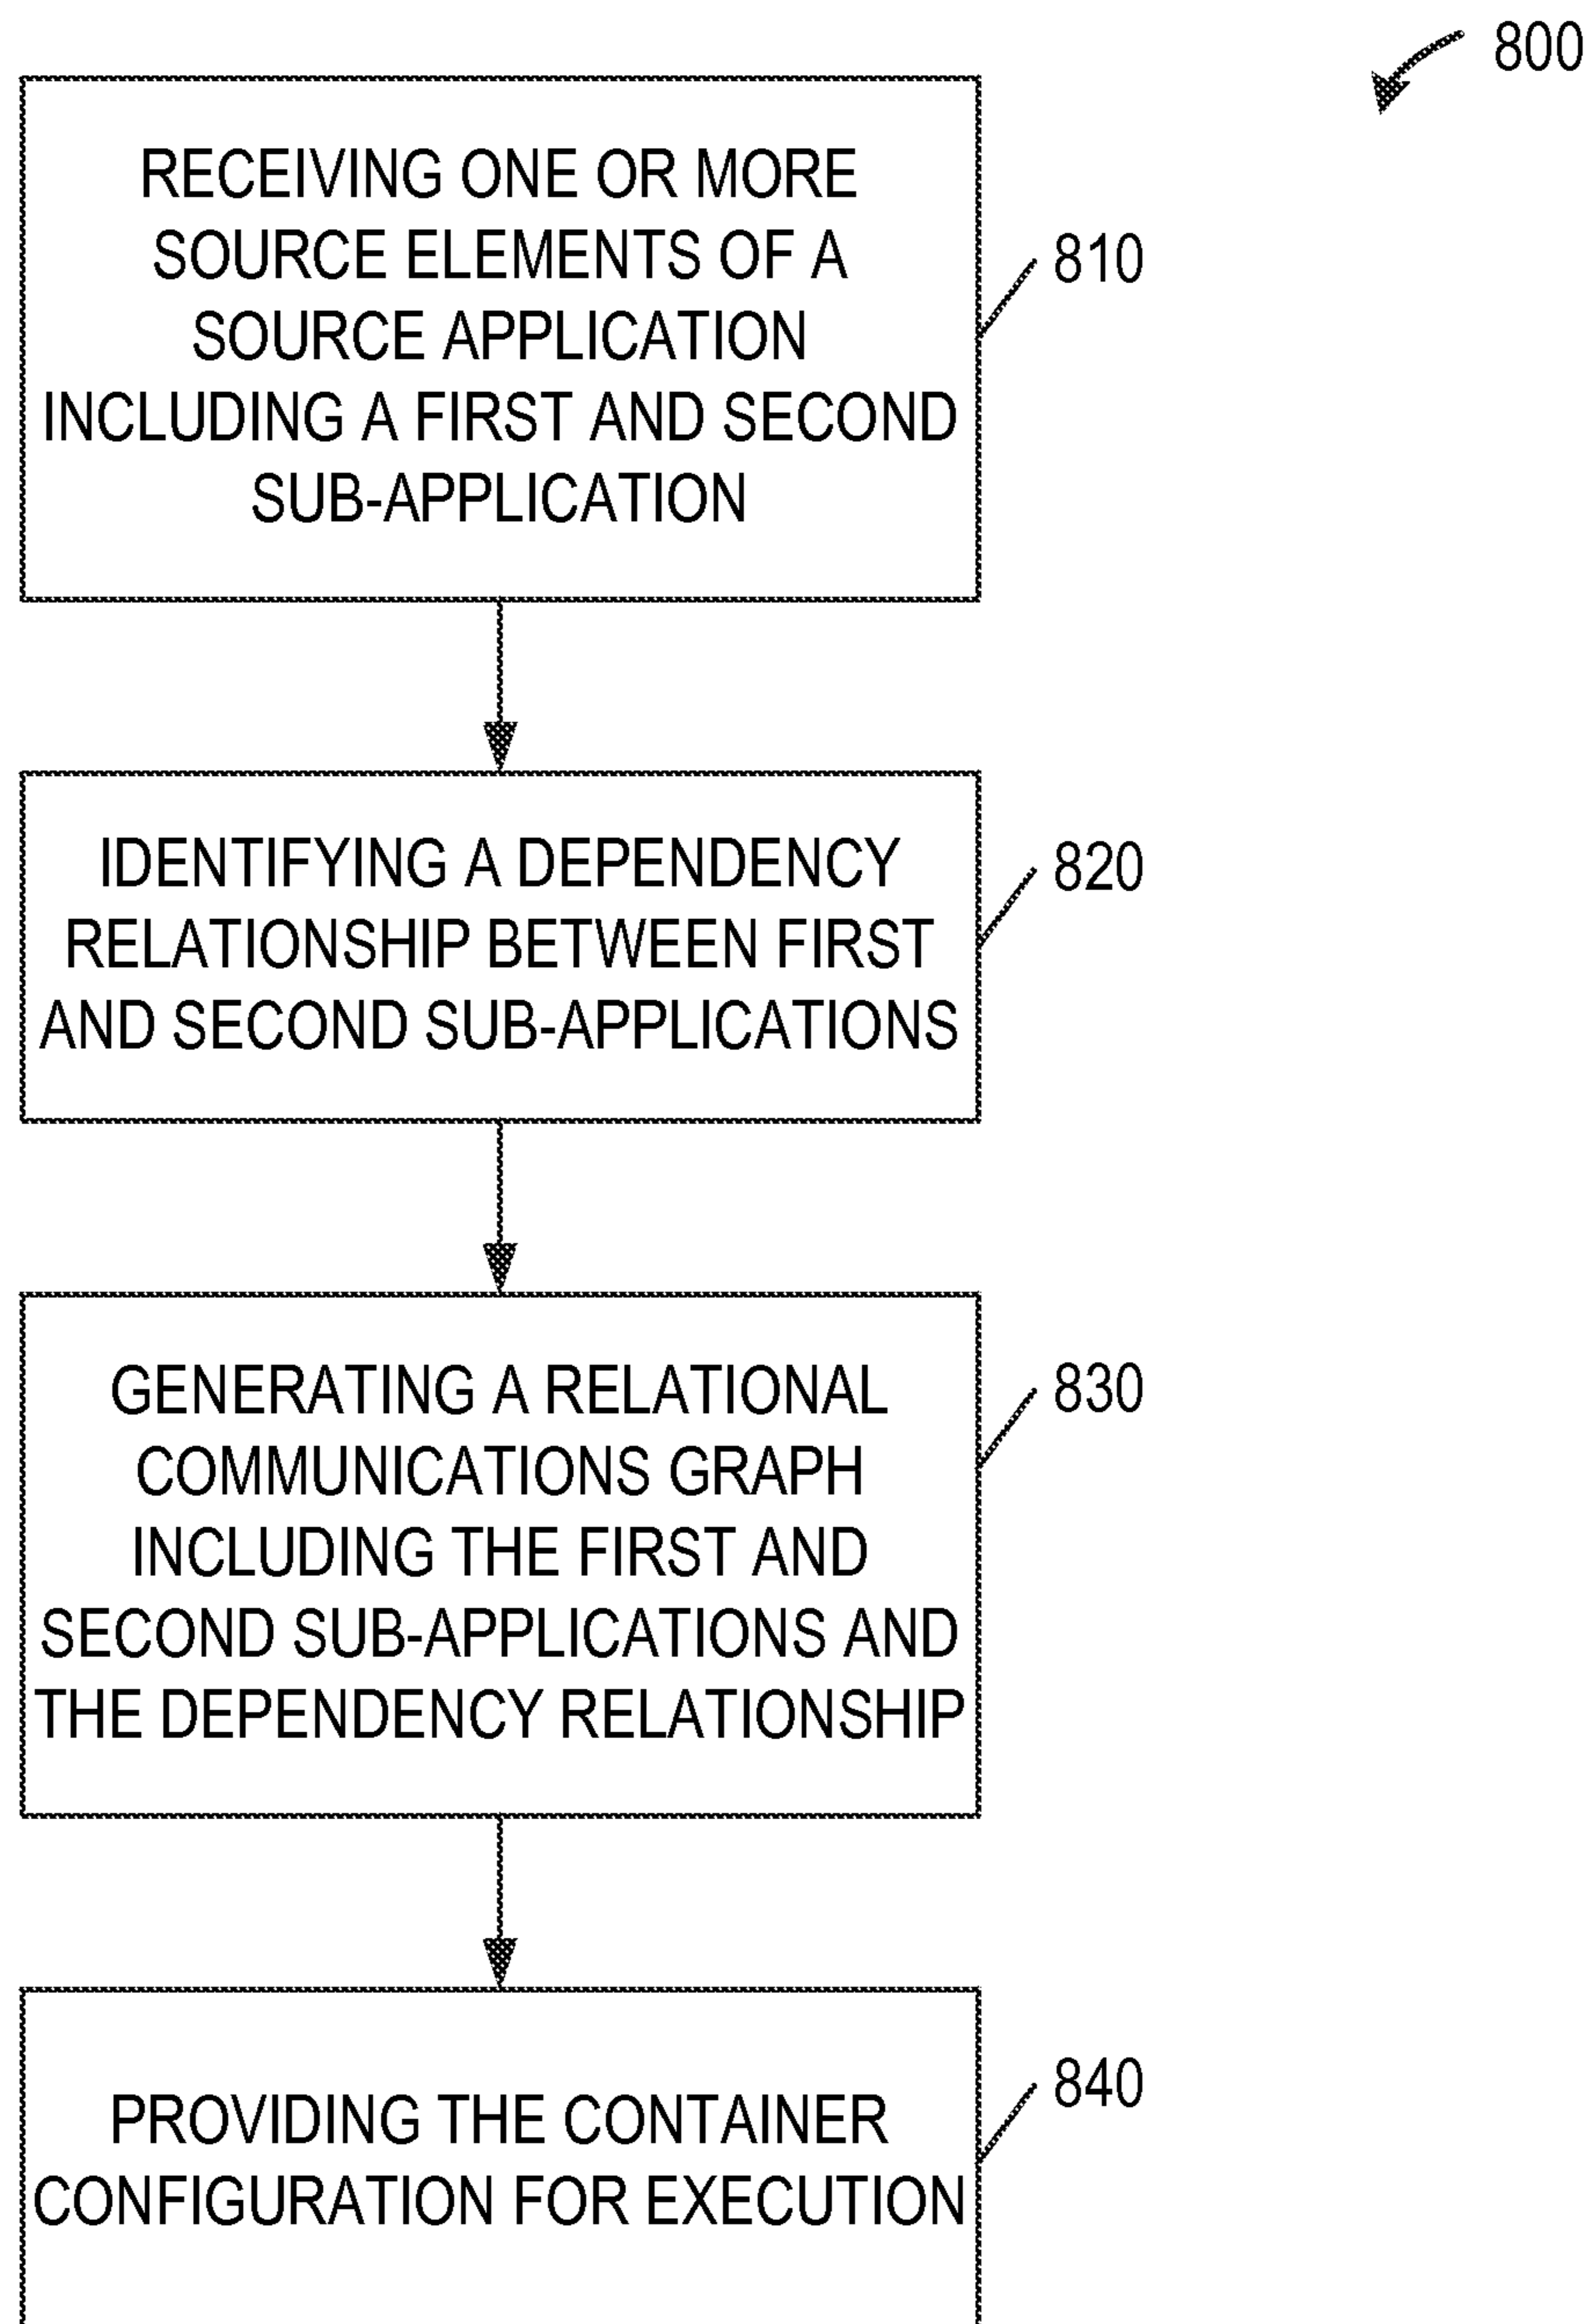 800
RECEIVING ONE OR MORE
SOURCE ELEMENTS OF A
SOURCE APPLICATION
INCLUDING A FIRST AND SECOND
SUB-APPLICATION
810
IDENTIFYING A DEPENDENCY
RELATIONSHIP BETWEEN FIRST
AND SECOND SUB-APPLICATIONS
820
GENERATING A RELATIONAL
COMMUNICATIONS GRAPH
INCLUDING THE FIRST AND
SECOND SUB-APPLICATIONS AND
THE DEPENDENCY RELATIONSHIP
830
PROVIDING THE CONTAINER
CONFIGURATION FOR EXECUTION
840